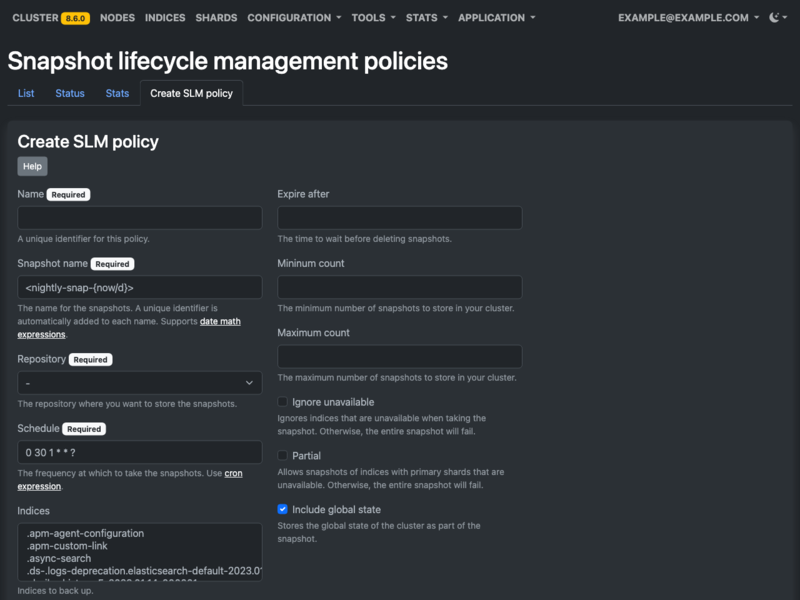 CLUSTER 8.6.0 NODES INDICES SHARDS CONFIGURATION TOOLS STATS APPLICATION EXAMPLE@EXAMPLE.COM
Snapshot lifecycle management policies
List Status Stats Create SLM policy
Create SLM policy
Help
Name Required
A unique identifier for this policy.
Snapshot name Required
<nightly-snap-{now/d}>
The name for the snapshots. A unique identifier is
automatically added to each name. Supports date math
expressions.
Repository Required
-
The repository where you want to store the snapshots.
Schedule Required
0 30 1 * * ?
The frequency at which to take the snapshots. Use cron
expression.
Indices
.apm-agent-configuration
.apm-custom-link
.async-search
.ds-.logs-deprecation.elasticsearch-default-2023.01
Indices to back up.
Expire after
The time to wait before deleting snapshots.
Mininum count
The minimum number of snapshots to store in your cluster.
Maximum count
The maximum number of snapshots to store in your cluster.
Ignore unavailable
Ignores indices that are unavailable when taking the
snapshot. Otherwise, the entire snapshot will fail.
Partial
Allows snapshots of indices with primary shards that are
unavailable. Otherwise, the entire snapshot will fail.
Include global state
Stores the global state of the cluster as part of the
snapshot.